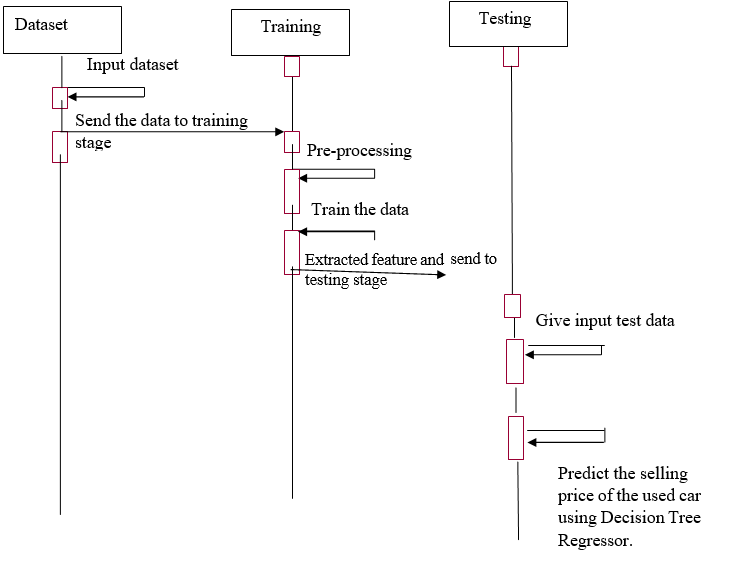 Dataset
Training
Testing
Input dataset
Send the data to training
stage
Pre-processing
Train the data
Extracted feature and send to
testing stage
Give input test data
Predict the selling
price of the used car
using Decision Tree
Regressor.